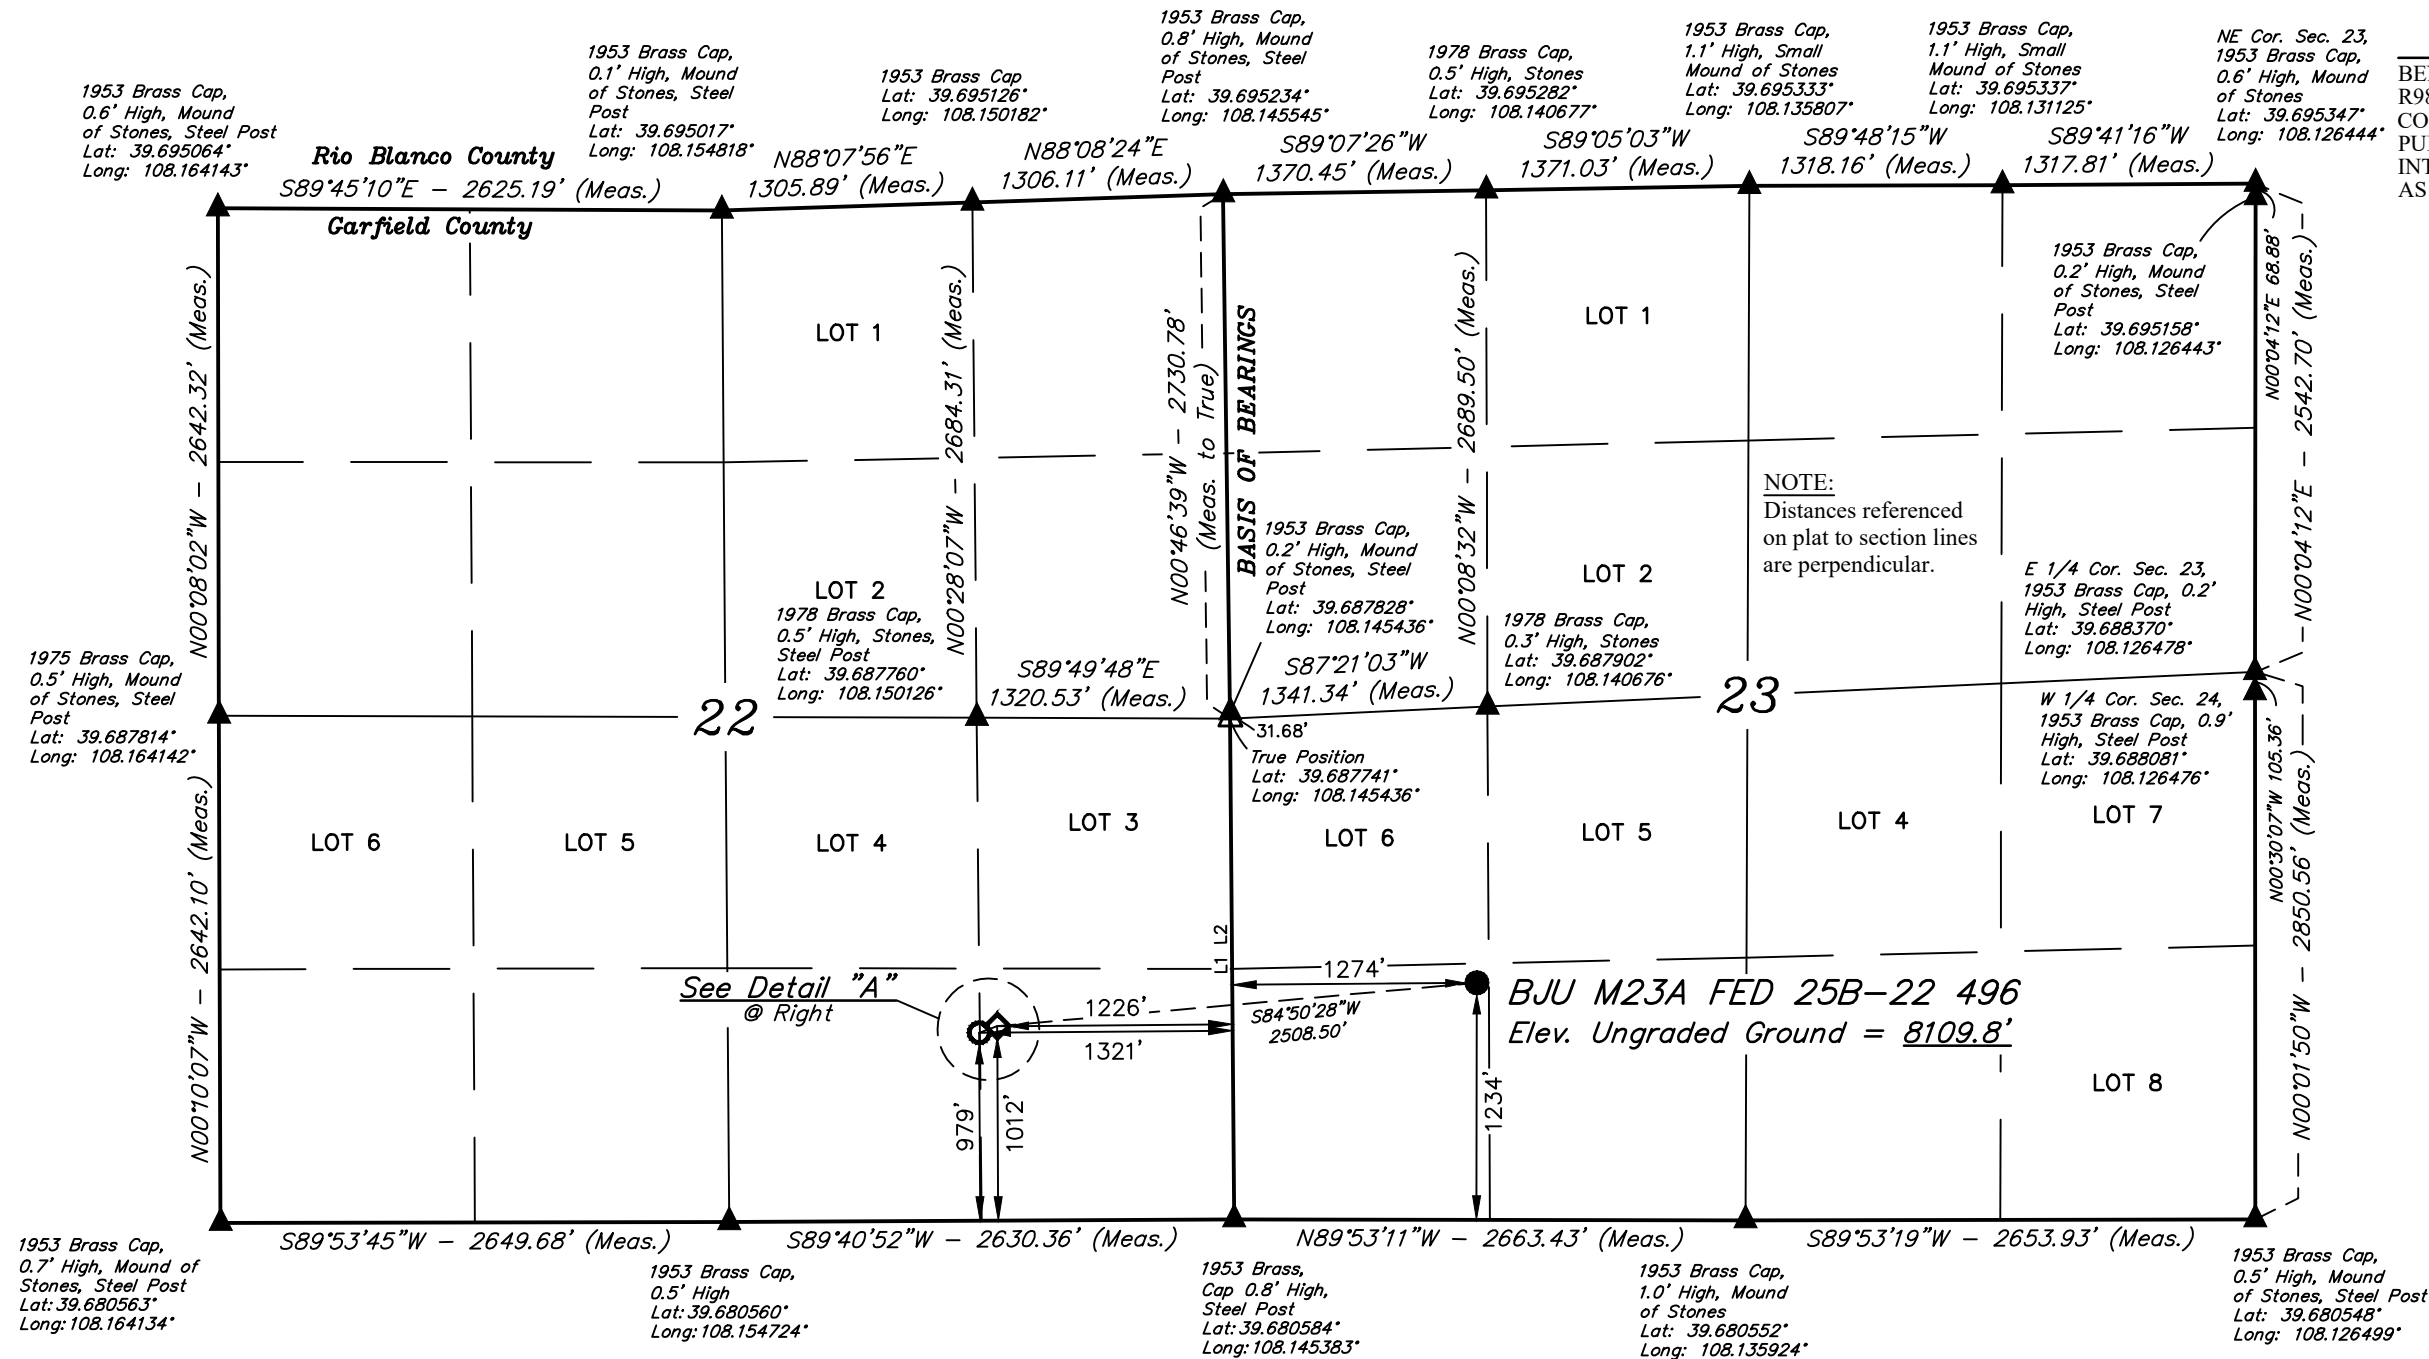 1953 Brass Cap,
0.6' High, Mound
of Stones, Steel Post
Lat: 39.695064°
Long: 108.164143°
1953 Brass Cap,
0.1' High, Mound
of Stones, Steel
Post
Lat: 39.695017°
Long: 108.154818°
1953 Brass Cap
Lat: 39.695126°
Long: 108.150182°
1953 Brass Cap,
0.8' High, Mound
of Stones, Steel
Post
Lat: 39.695234°
Long: 108.145545°
1978 Brass Cap,
0.5' High, Stones
Lat: 39.695282°
Long: 108.140677°
1953 Brass Cap,
1.1' High, Small
Mound of Stones
Lat: 39.695333°
Long: 108.135807°
1953 Brass Cap,
1.1' High, Small
Mound of Stones
Lat: 39.695337°
Long: 108.131125°
NE Cor. Sec. 23,
1953 Brass Cap,
0.6' High, Mound
of Stones
Lat: 39.695347°
Long: 108.126444°
R98
CO
PU
INT
AS
Rio Blanco County
S89°45'10"E - 2625.19' (Meas.)
Garfield County
N88°07'56"E
1305.89' (Meas.)
N88°08'24"E
1306.11' (Meas.)
S89°07'26"W
1370.45' (Meas.)
S89°05'03"W
1371.03' (Meas.)
S89°48'15"W
1318.16' (Meas.)
S89°41'16"W
1317.81' (Meas.)
N00°08'02"W - 2642.32' (Meas.)
N00°28'07"W - 2684.31' (Meas.)
N00°46'39"W - 2730.78'
(Meas. to True)
BASIS OF BEARINGS
N00°08'32"W - 2689.50' (Meas.)
N00°04'12"E 68.88'
N00°04'12"E - 2542.70' (Meas.)
1953 Brass Cap,
0.2' High, Mound
of Stones, Steel
Post
Lat: 39.695158°
Long: 108.126443°
LOT 1
LOT 1
NOTE:
Distances referenced
on plat to section lines
are perpendicular.
LOT 2
LOT 2
1978 Brass Cap,
0.5' High, Stones,
Steel Post
Lat: 39.687760°
Long: 108.150126°
1953 Brass Cap,
0.2' High, Mound
of Stones, Steel
Post
Lat: 39.687828°
Long: 108.145436°
1978 Brass Cap,
0.3' High, Stones
Lat: 39.687902°
Long: 108.140676°
E 1/4 Cor. Sec. 23,
1953 Brass Cap, 0.2'
High, Steel Post
Lat: 39.688370°
Long: 108.126478°
1975 Brass Cap,
0.5' High, Mound
of Stones, Steel
Post
Lat: 39.687814°
Long: 108.164142°
S89°49'48"E
1320.53' (Meas.)
S87°21'03"W
1341.34' (Meas.)
22
23
31.68'
True Position
Lat: 39.687741°
Long: 108.145436°
W 1/4 Cor. Sec. 24,
1953 Brass Cap, 0.9'
High, Steel Post
Lat: 39.688081°
Long: 108.126476°
N00°30'07"W 105.36'
N00°01'50"W - 2850.56' (Meas.)
N00°10'07"W - 2642.10' (Meas.)
LOT 6
LOT 5
LOT 4
LOT 3
LOT 6
LOT 5
LOT 4
LOT 7
L1 L2
See Detail "A"
@ Right
1274'
1226'
S84°50'28"W
2508.50'
1321'
BJU M23A FED 25B-22 496
Elev. Ungraded Ground = 8109.8'
979'
1012'
1234'
LOT 8
S89°53'45"W - 2649.68' (Meas.)
S89°40'52"W - 2630.36' (Meas.)
N89°53'11"W - 2663.43' (Meas.)
S89°53'19"W - 2653.93' (Meas.)
1953 Brass Cap,
0.7' High, Mound of
Stones, Steel Post
Lat: 39.680563°
Long: 108.164134°
1953 Brass Cap,
0.5' High
Lat: 39.680560°
Long: 108.154724°
1953 Brass,
Cap 0.8' High,
Steel Post
Lat: 39.680584°
Long: 108.145383°
1953 Brass Cap,
1.0' High, Mound
of Stones
Lat: 39.680552°
Long: 108.135924°
1953 Brass Cap,
0.5' High, Mound
of Stones, Steel Post
Lat: 39.680548°
Long: 108.126499°